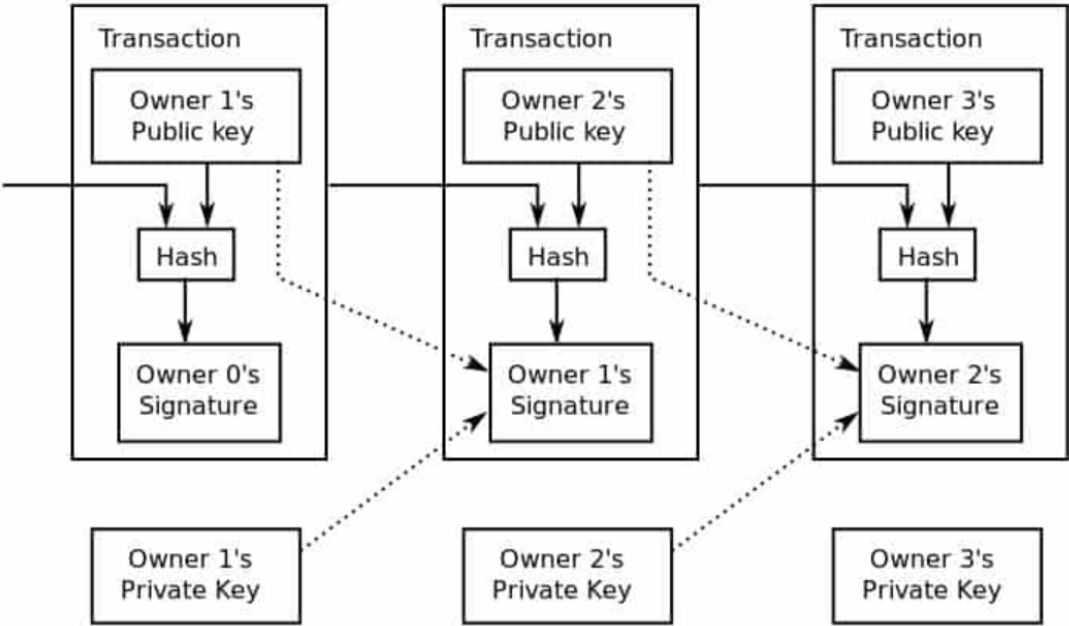 Transaction
Owner 1's
Public key
Hash
Owner 0's
Signature
Transaction
Owner 2's
Public key
Hash
Owner 1's
Signature
Transaction
Owner 3's
Public key
Hash
Owner 2's
Signature
Owner 1's
Private Key
Owner 2's
Private Key
Owner 3's
Private Key